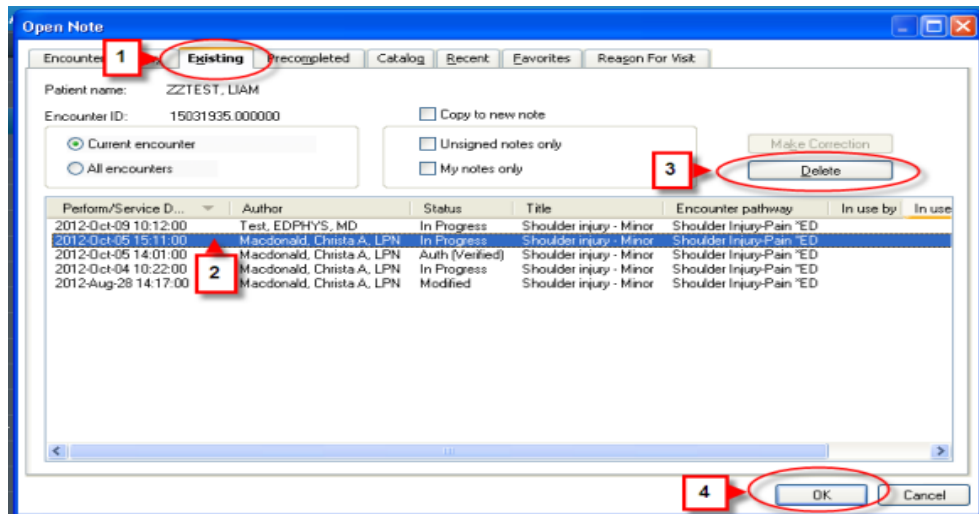 Open Note
Encounter 1 Existing Precompleted Catalog Recent Favorites Reason For Visit
Patient name: ZZTEST, LIAM
Encounter ID: 15031935.000000 Copy to new note
Current encounter Unsigned notes only Make Correction
All encounters My notes only 3 Delete
Perform/Service D... Author Status Title Encounter pathway In use by In use
2012-Oct-09 10:12:00 Test, EDPHYS, MD In Progress Shoulder injury - Minor Shoulder Injury-Pain "ED
2012-Oct-05 15:11:00 Macdonald, Christa A, LPN In Progress Shoulder injury - Minor Shoulder Injury-Pain "ED
2012-Oct-05 14:01:00 Macdonald, Christa A, LPN Auth (Verified) Shoulder injury - Minor Shoulder Injury-Pain "ED
2012-Oct-04 10:22:00 2 Macdonald, Christa A, LPN In Progress Shoulder injury - Minor Shoulder Injury-Pain "ED
2012-Aug-28 14:17:00 Macdonald, Christa A, LPN Modified Shoulder injury - Minor Shoulder Injury-Pain "ED
4 OK Cancel